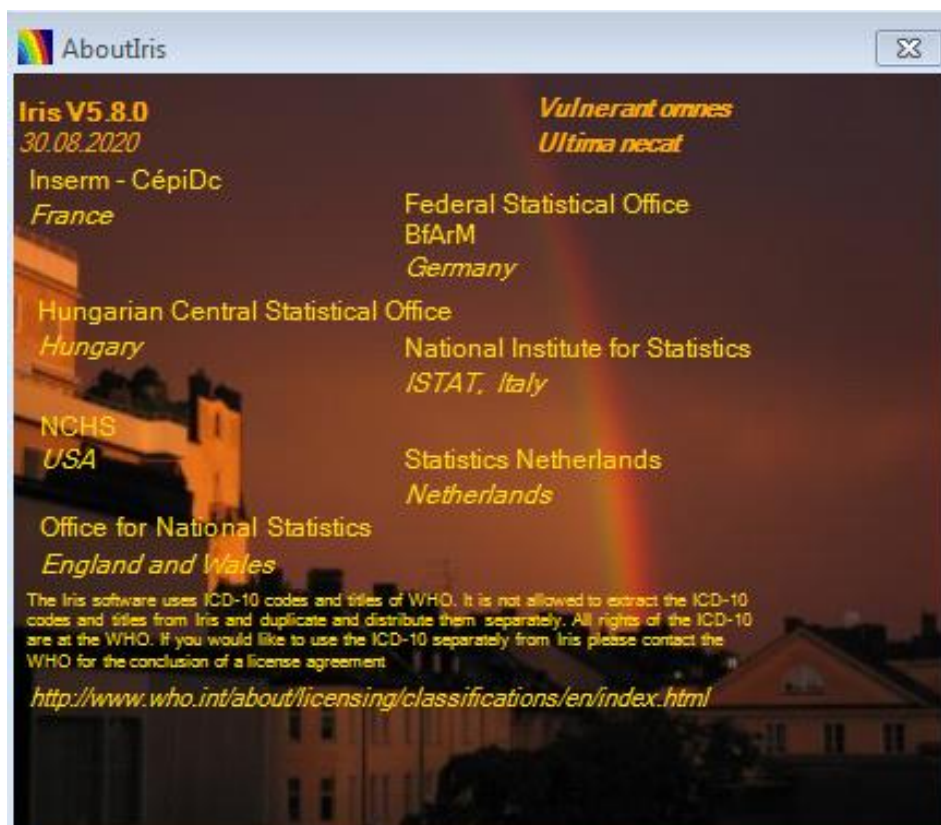 AboutIris
Iris V5.8.0
30.08.2020
Vulnerant omnes
Ultima necat
Inserm - CépiDc
France
Federal Statistical Office
BfArM
Germany
Hungarian Central Statistical Office
Hungary
National Institute for Statistics
ISTAT, Italy
NCHS
USA
Statistics Netherlands
Netherlands
Office for National Statistics
England and Wales
The Iris software uses ICD-10 codes and titles of WHO. It is not allowed to extract the ICD-10
codes and titles from Iris and duplicate and distribute them separately. All rights of the ICD-10
are at the WHO. If you would like to use the ICD-10 separately from Iris please contact the
WHO for the conclusion of a license agreement
http://www.who.int/about/licensing/classifications/en/index.html